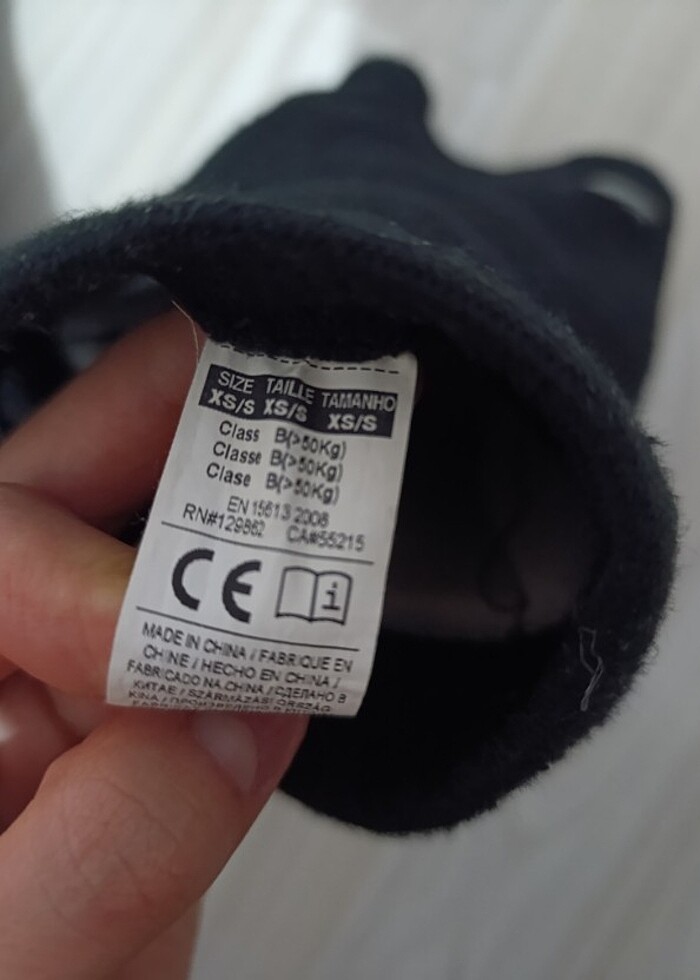 SIZE TAILLE TAMANHO
XS/S XS/S XS/S
Class B(>50Kg)
Classe B(>50Kg)
Clase B(>50Kg)
EN 15613 2008
RN#129862 CA#55215
CE
i
MADE IN CHINA / FABRIQUE EN
CHINE / HECHO EN CHINA /
FABRICADO NA CHINA / СДЕЛАНО В
КИТАЕ / SZÁRMAZÁSI ORSZÁG
KINA /